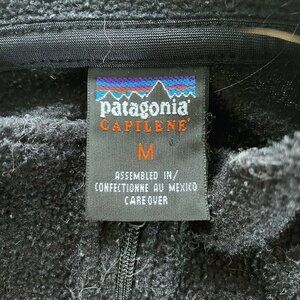 patagonia®
CAPILENE®
M
ASSEMBLED IN/
CONFECTIONNE AU MEXICO
CARE OVER